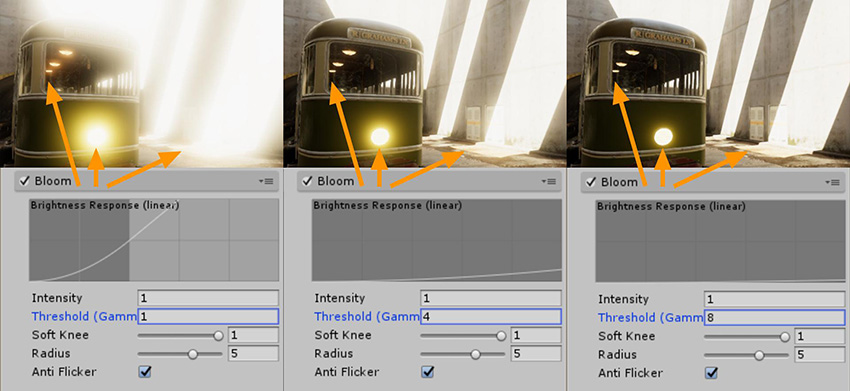 Bloom
Brightness Response (linear)
Intensity 1
Threshold (Gamm 1
Soft Knee 1
Radius 5
Anti Flicker
Bloom
Brightness Response (linear)
Intensity 1
Threshold (Gamm 4
Soft Knee 1
Radius 5
Anti Flicker
Bloom
Brightness Response (linear)
Intensity 1
Threshold (Gamm 8
Soft Knee 1
Radius 5
Anti Flicker